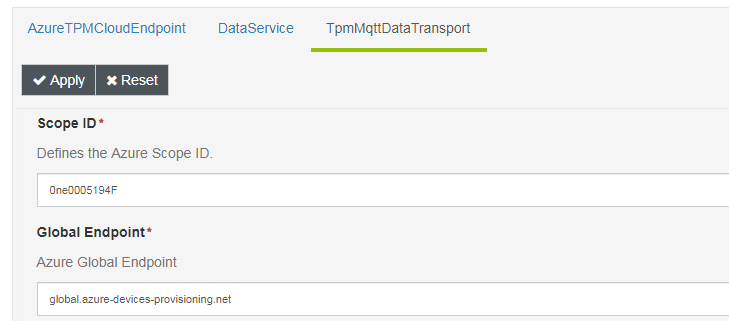 AzureTPMCloudEndpoint DataService TpmMqttDataTransport
Apply Reset
Scope ID*
Defines the Azure Scope ID.
0ne0005194F
Global Endpoint*
Azure Global Endpoint
global.azure-devices-provisioning.net